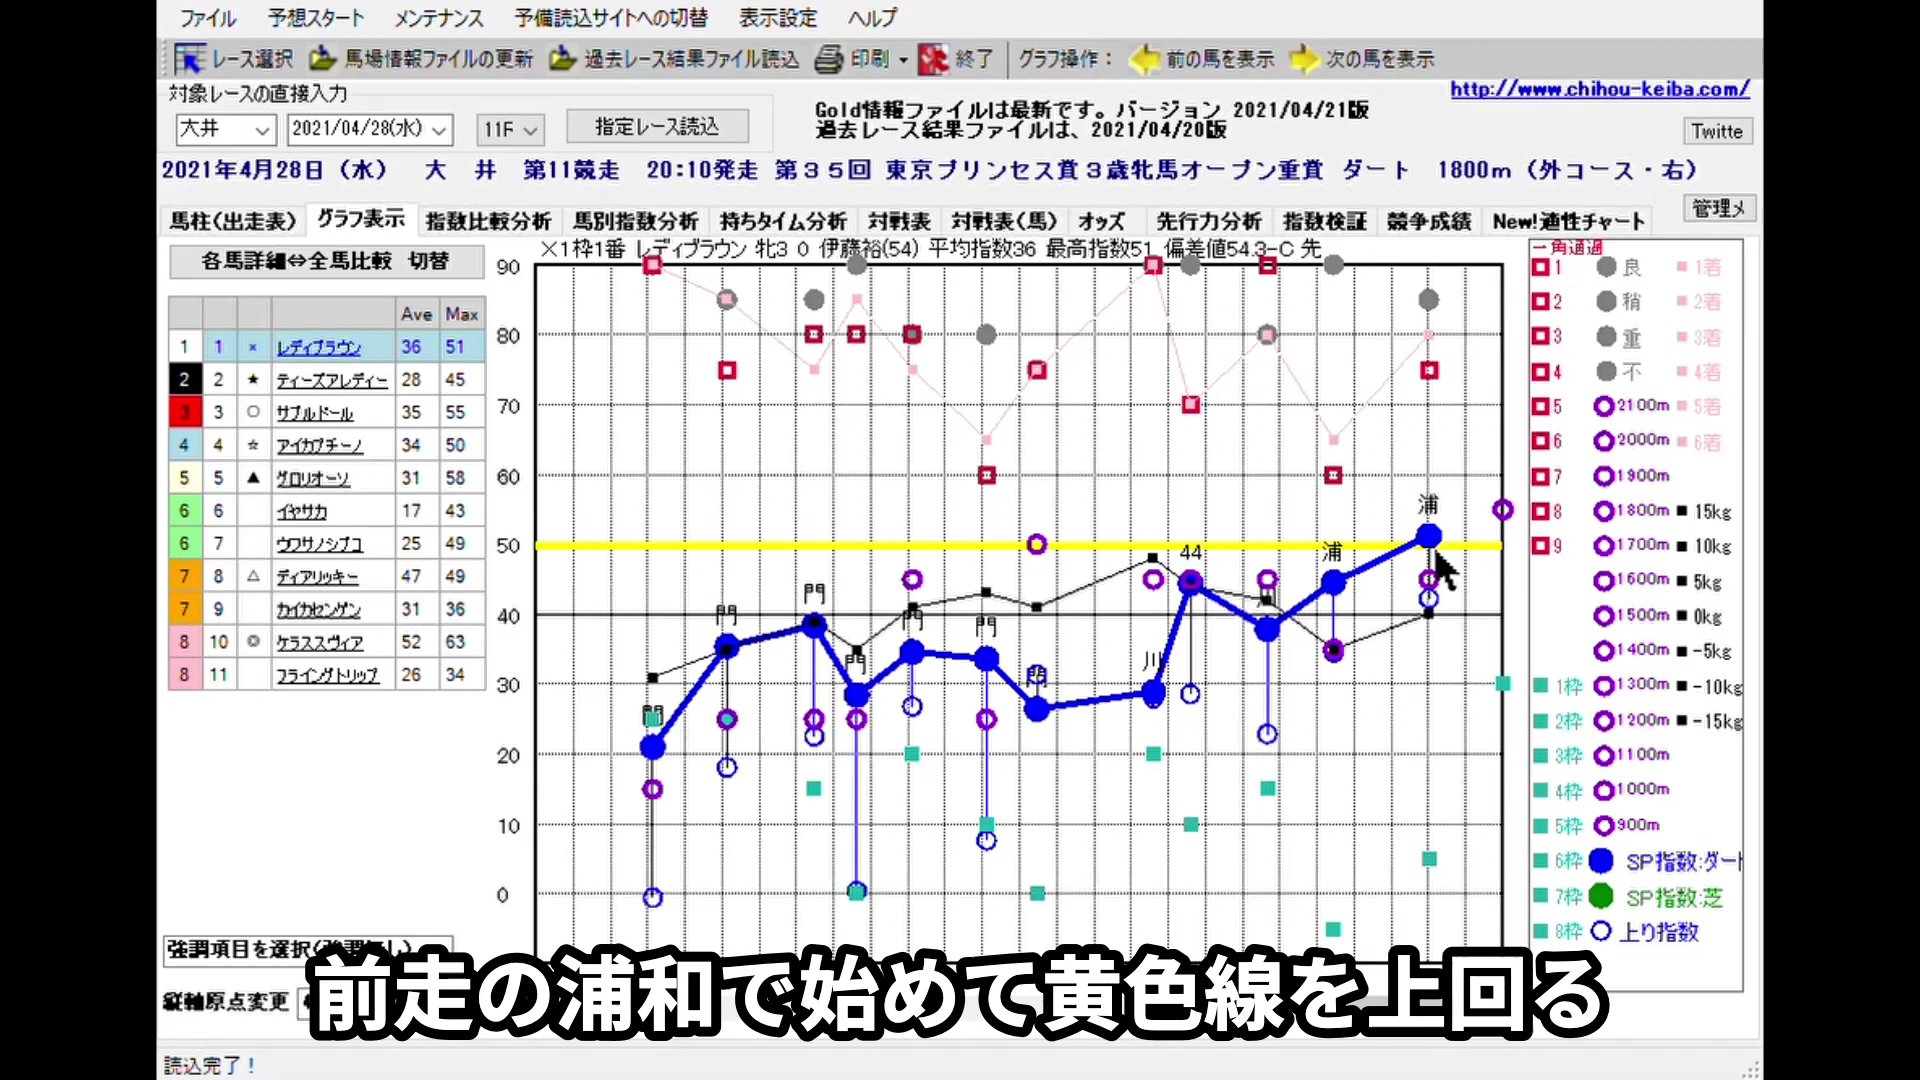 ファイル 予想スタート メンテナンス 予備読込サイトへの切替 表示設定 ヘルプ
レース選択 馬場情報ファイルの更新 過去レース結果ファイル読込 印刷 終了 グラフ操作： 前の馬を表示 次の馬を表示
対象レースの直接入力
http://www.chihou-keiba.com/
大井 2021/04/28(水) 11F 指定レース読込
Gold情報ファイルは最新です。バージョン 2021/04/21版
過去レース結果ファイルは、2021/04/20版
Twitte
2021年4月28日（水） 大 井 第11競走 20:10発走 第３５回 東京プリンセス賞３歳牝馬オープン重賞 ダート 1800m（外コース・右）
管理メ
馬柱(出走表) グラフ表示 指数比較分析 馬別指数分析 持ちタイム分析 対戦表 対戦表(馬) オッズ 先行力分析 指数検証 競争成績 New!適性チャート
各馬詳細⇔全馬比較 切替
×1枠1番 レディブラウン 牝3 0 伊藤裕(54) 平均指数36 最高指数51 偏差値54.3-C 先
Ave Max
1 1 × レディブラウン 36 51
2 2 ★ ティーズアレディー 28 45
3 3 ○ サブルドール 35 55
4 4 ☆ アイカプチーノ 34 50
5 5 ▲ グロリオーソ 31 58
6 6 イヤサカ 17 43
6 7 ウワサノシブコ 25 49
7 8 △ ディアリッキー 47 49
7 9 カイカセンゲン 31 36
8 10 ◎ ケラススヴィア 52 63
8 11 フライングトリップ 26 34
90
80
70
60
50
40
30
20
10
0
門 門 門 門 門 門 門 川 44 川 浦 浦
一角通過
1 良 1着
2 稍 2着
3 重 3着
4 不 4着
5 2100m 5着
6 2000m 6着
7 1900m
8 1800m 15kg
9 1700m 10kg
1600m 5kg
1500m 0kg
1400m -5kg
1枠 1300m -10kg
2枠 1200m -15kg
3枠 1100m
4枠 1000m
5枠 900m
6枠 SP指数:ダート
7枠 SP指数:芝
8枠 上り指数
強調項目を選択(強調無し)
縦軸原点変更
前走の浦和で始めて黄色線を上回る
読込完了！